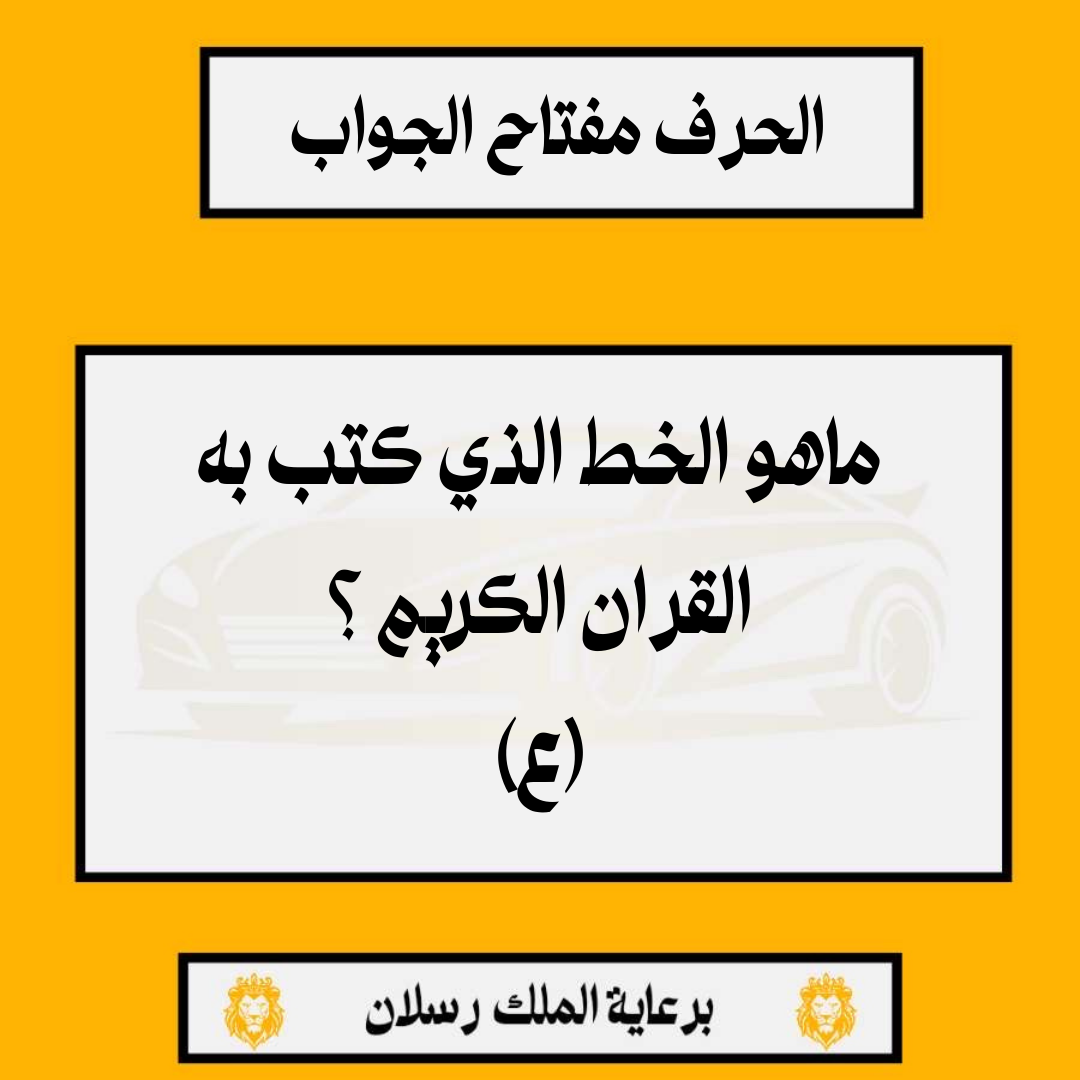 الحرف مفتاح الجواب
ماهو الخط الذي كتب به
القران الكريم ؟
(ع)
برعاية الملك رسلان